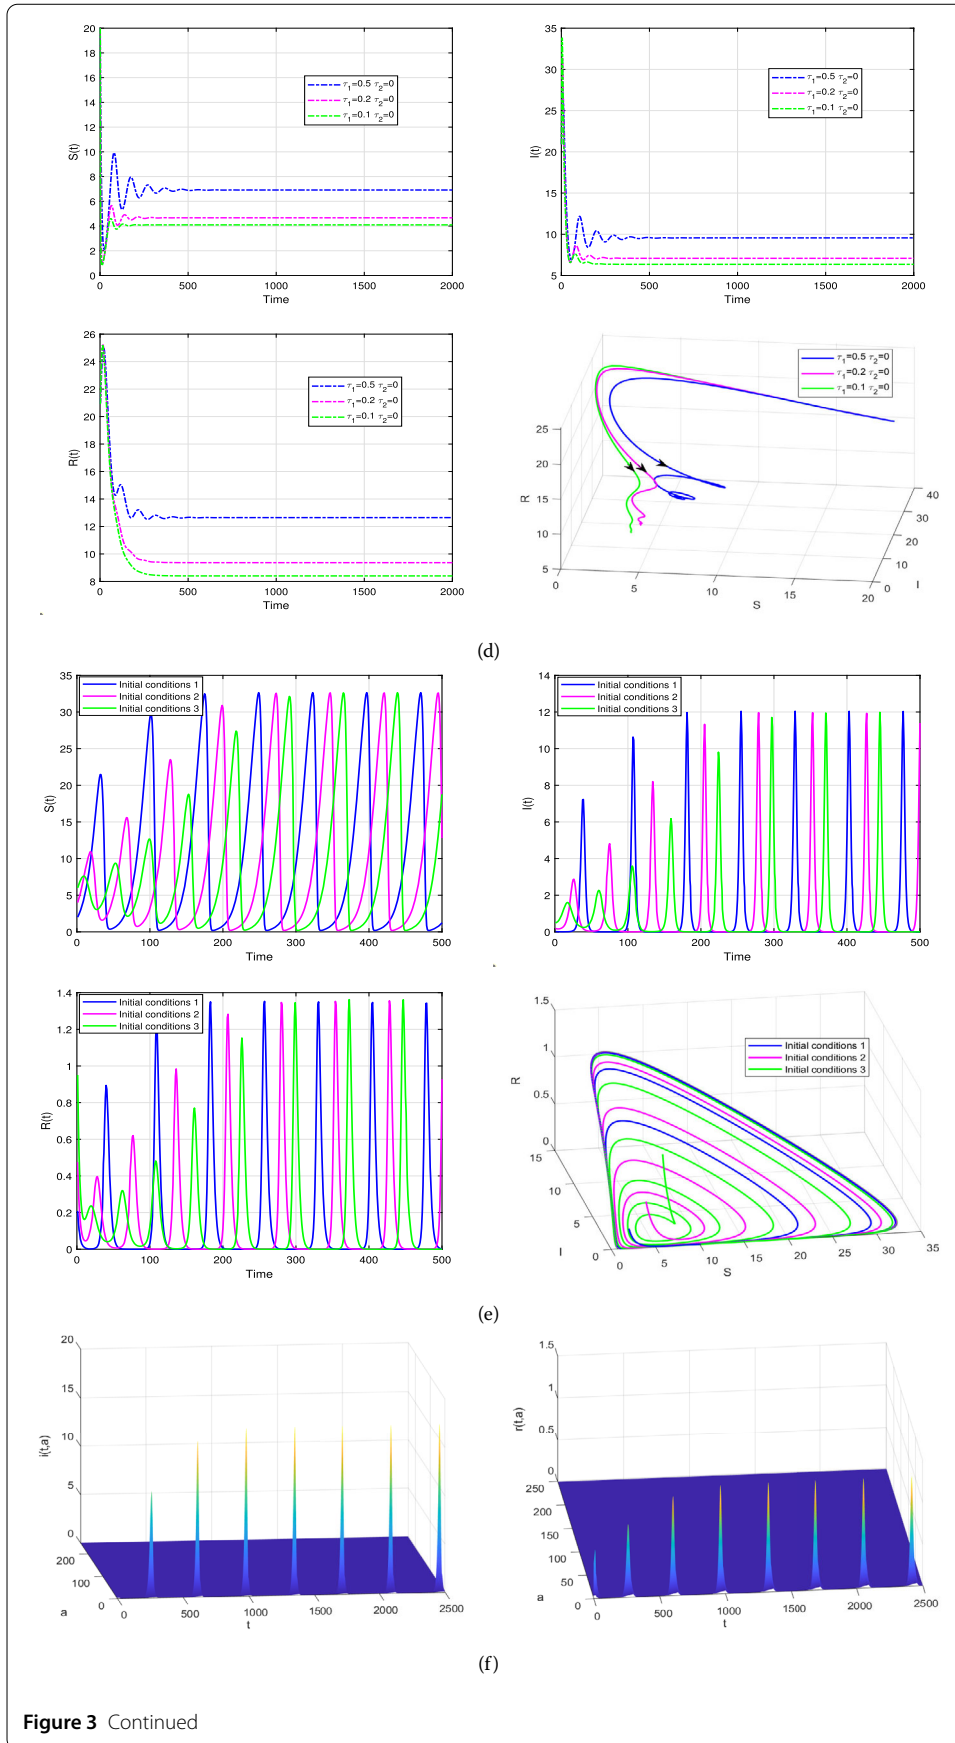 20
18
16
14
12
10
8
6
4
2
0
S(t)
0 500 1000 1500 2000
Time
τ1=0.5 τ2=0
τ1=0.2 τ2=0
τ1=0.1 τ2=0
35
30
25
20
15
10
5
I(t)
0 500 1000 1500 2000
Time
τ1=0.5 τ2=0
τ1=0.2 τ2=0
τ1=0.1 τ2=0
26
24
22
20
18
16
14
12
10
8
R(t)
0 500 1000 1500 2000
Time
τ1=0.5 τ2=0
τ1=0.2 τ2=0
τ1=0.1 τ2=0
25
20
15
10
5
R
0 5 10 15 20
S
0
10
20
30
40
I
τ1=0.5 τ2=0
τ1=0.2 τ2=0
τ1=0.1 τ2=0
(d)
35
30
25
20
15
10
5
0
S(t)
0 100 200 300 400 500
Time
Initial conditions 1
Initial conditions 2
Initial conditions 3
14
12
10
8
6
4
2
0
I(t)
0 100 200 300 400 500
Time
Initial conditions 1
Initial conditions 2
Initial conditions 3
1.4
1.2
1
0.8
0.6
0.4
0.2
0
R(t)
0 100 200 300 400 500
Time
Initial conditions 1
Initial conditions 2
Initial conditions 3
1.5
1
0.5
0
R
15
10
5
0
I
0 5 10 15 20 25 30 35
S
Initial conditions 1
Initial conditions 2
Initial conditions 3
(e)
20
15
10
5
0
i(t,a)
200
100
0
a
0 500 1000 1500 2000 2500
t
1.5
1
0.5
0
r(t,a)
250
200
150
100
50
0
a
0 500 1000 1500 2000 2500
t
(f)
Figure 3 Continued